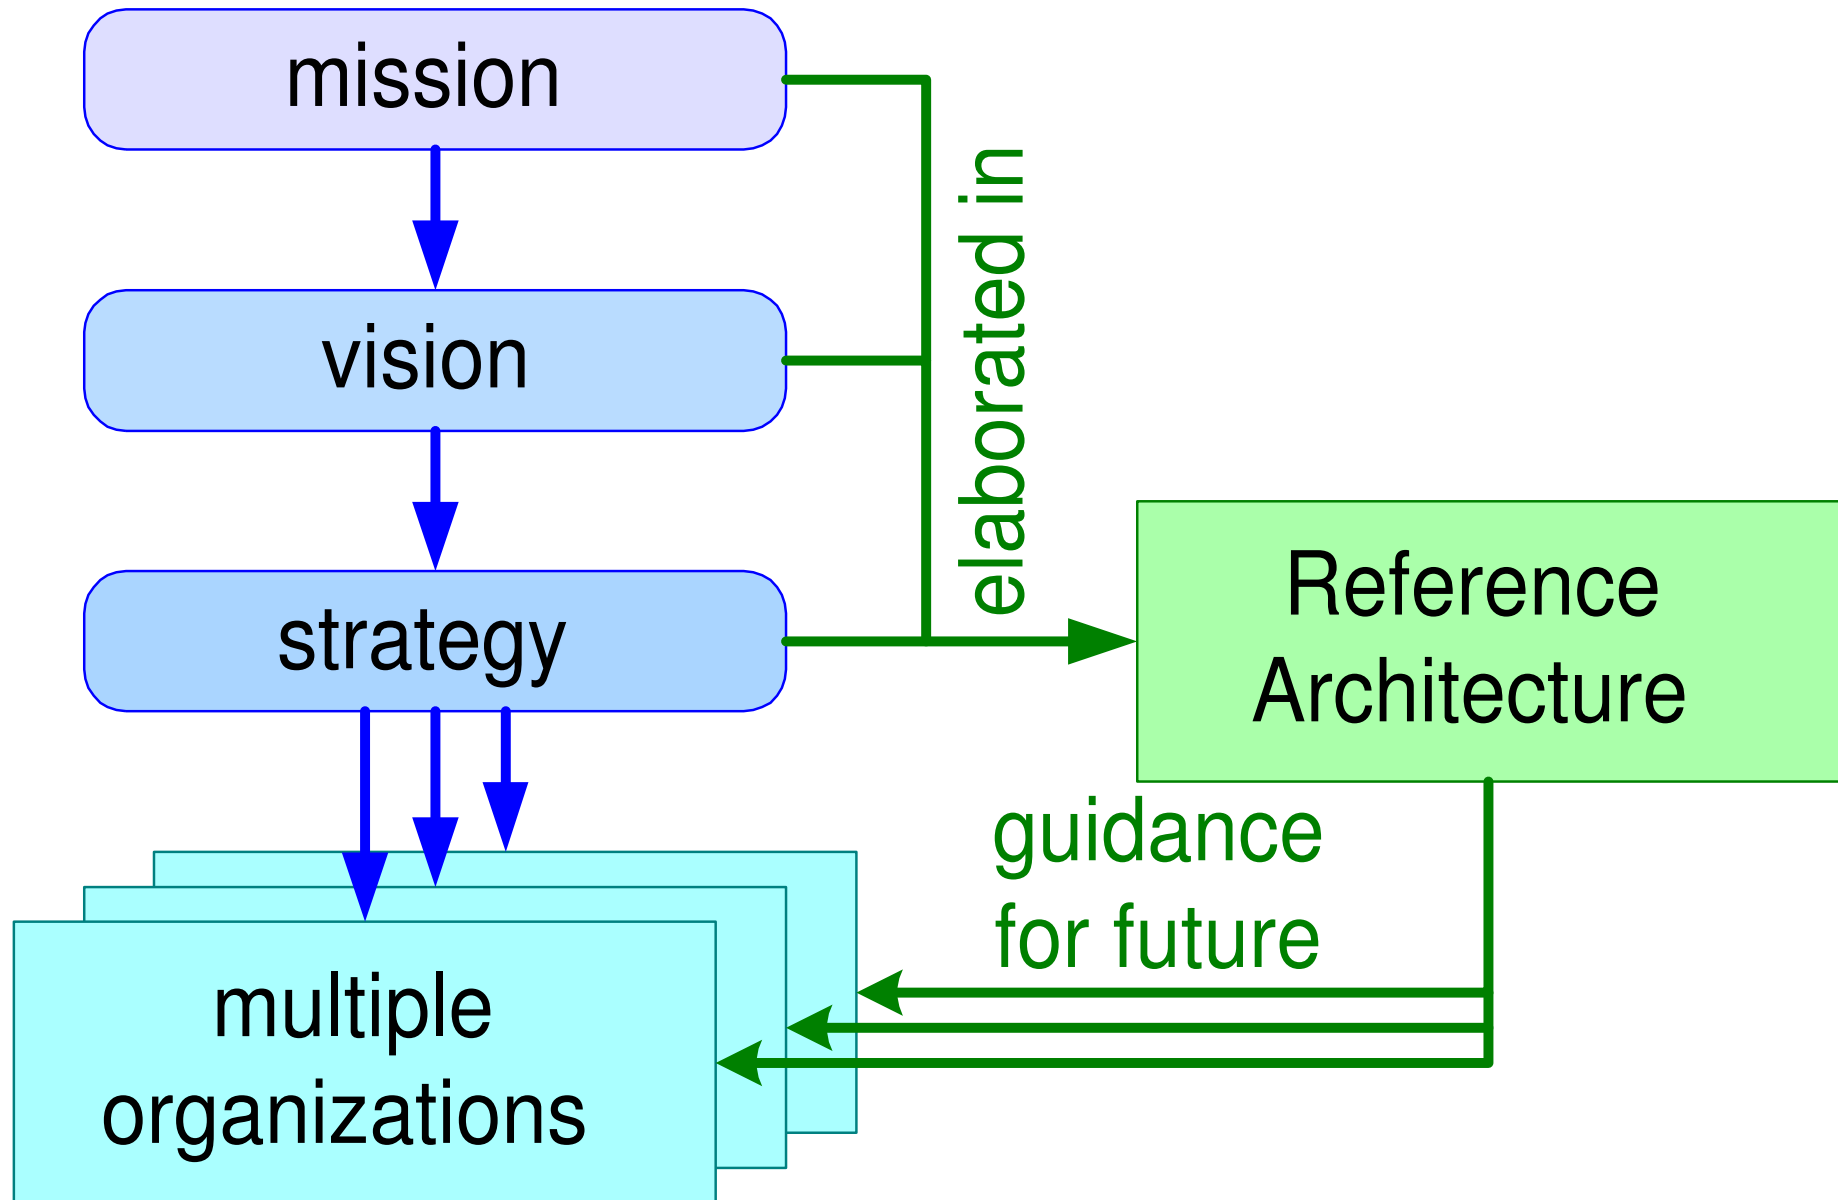 mission
vision
strategy
elaborated in
Reference
Architecture
guidance
for future
multiple
organizations